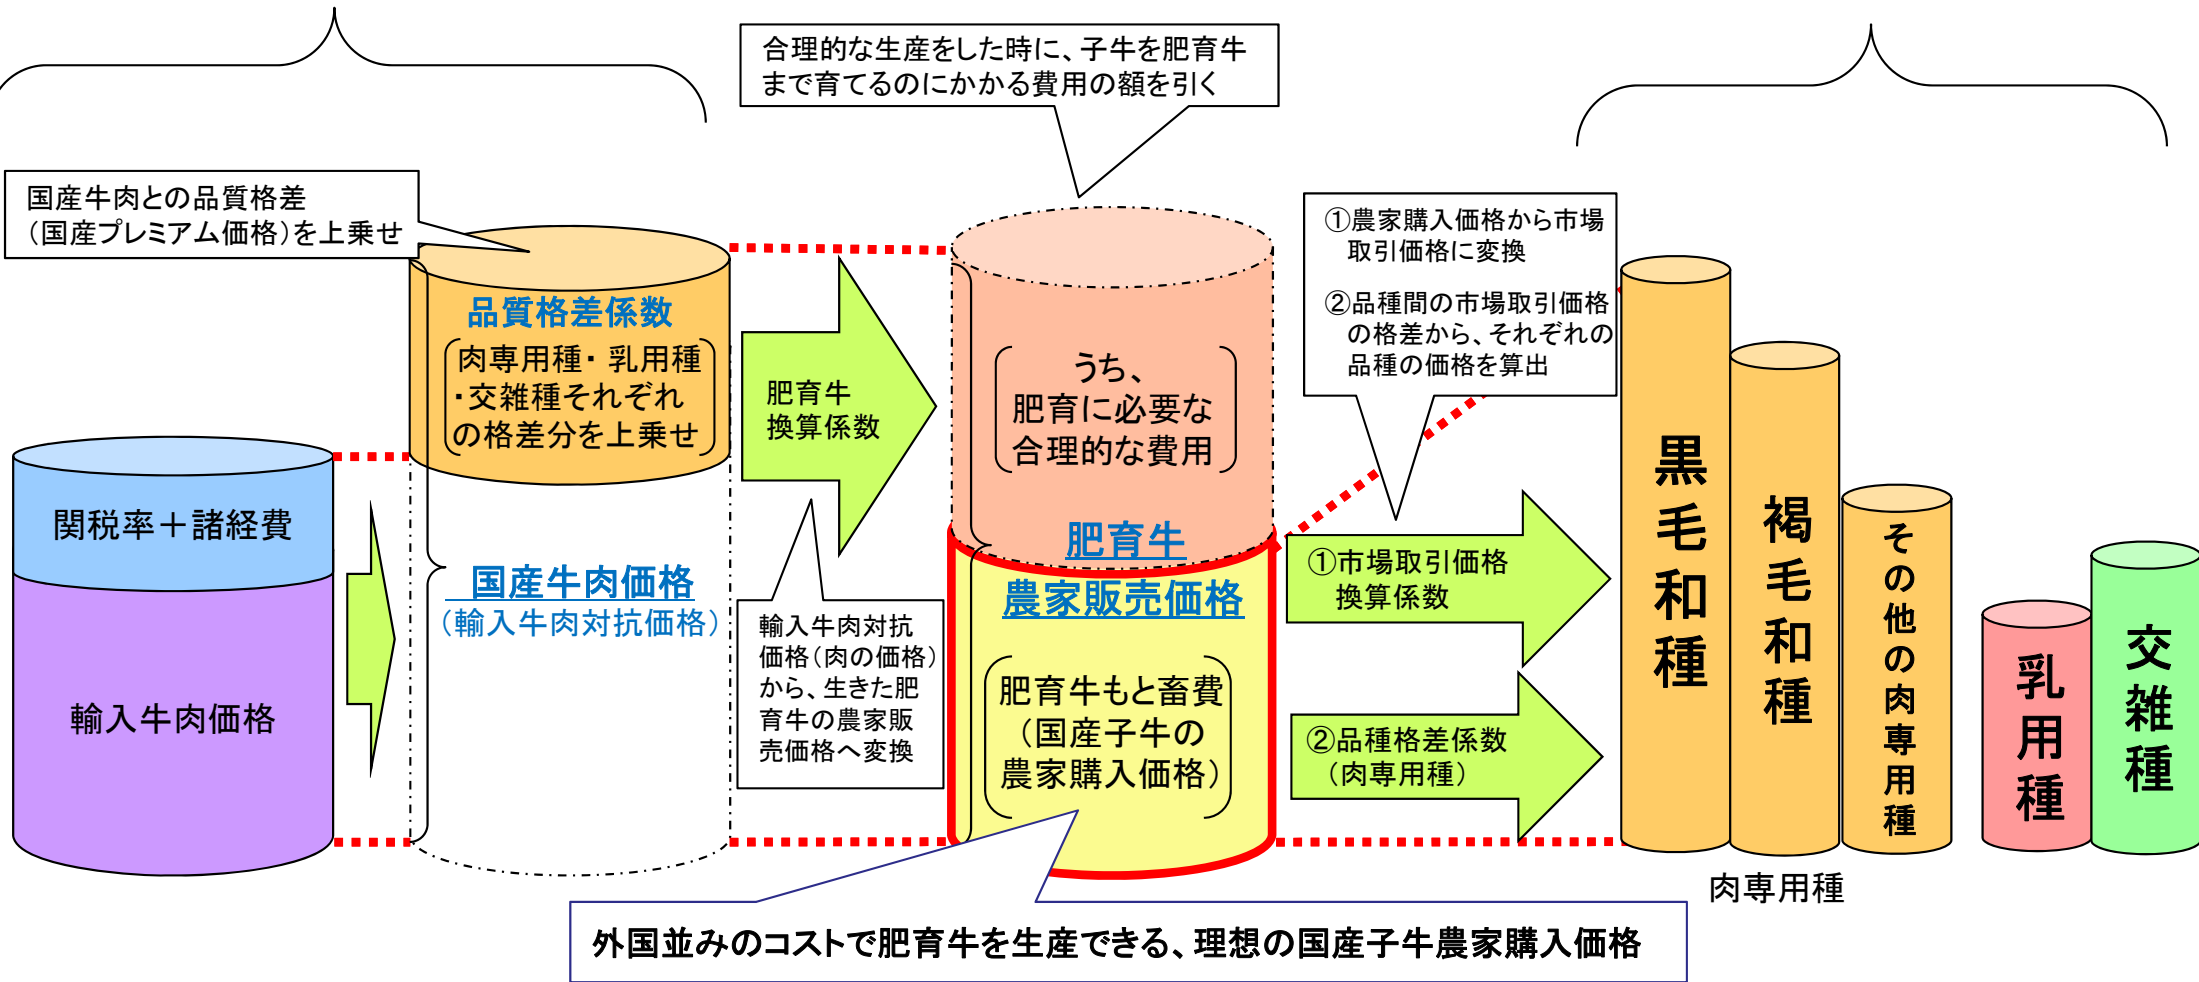 合理的な生産をした時に、子牛を肥育牛
まで育てるのにかかる費用の額を引く
国産牛肉との品質格差
（国産プレミアム価格）を上乗せ
品質格差係数
肉専用種・乳用種
・交雑種それぞれ
の格差分を上乗せ
関税率＋諸経費
輸入牛肉価格
国産牛肉価格
（輸入牛肉対抗価格）
肥育牛
換算係数
輸入牛肉対抗
価格（肉の価格）
から、生きた肥
育牛の農家販
売価格へ変換
うち、
肥育に必要な
合理的な費用
肥育牛
農家販売価格
肥育牛もと畜費
（国産子牛の
農家購入価格）
①農家購入価格から市場
取引価格に変換
②品種間の市場取引価格
の格差から、それぞれの
品種の価格を算出
①市場取引価格
換算係数
②品種格差係数
（肉専用種）
黒毛和種
褐毛和種
その他の肉専用種
乳用種
交雑種
肉専用種
外国並みのコストで肥育牛を生産できる、理想の国産子牛農家購入価格